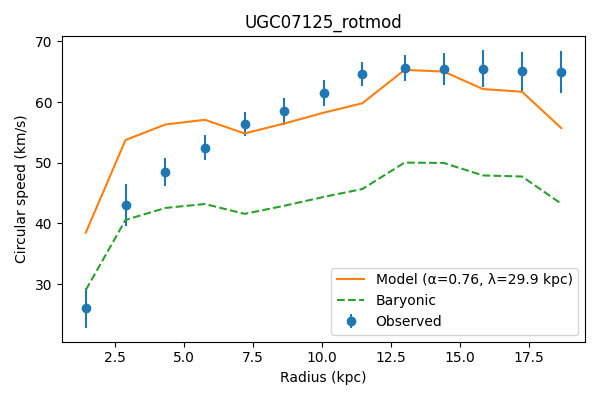 UGC07125_rotmod
Circular speed (km/s)
70
60
50
40
30
Model (α=0.76, λ=29.9 kpc)
Baryonic
Observed
2.5 5.0 7.5 10.0 12.5 15.0 17.5
Radius (kpc)